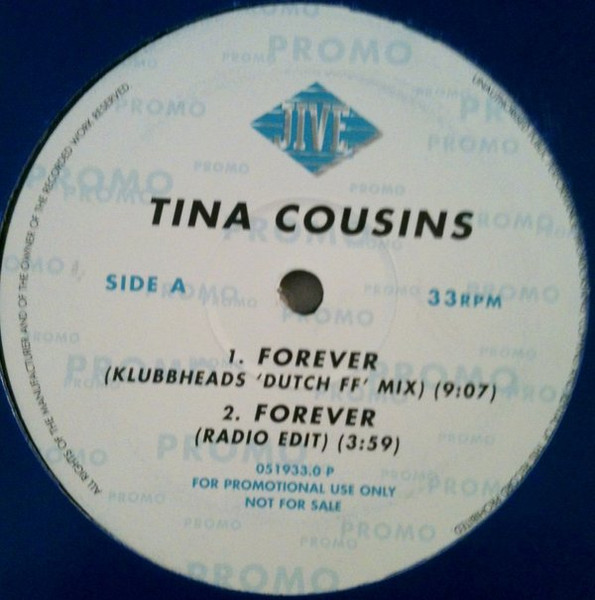 PROMO
JIVE
TINA COUSINS
SIDE A
33RPM
1. FOREVER
(KLUBBHEADS 'DUTCH FF' MIX) (9:07)
2. FOREVER
(RADIO EDIT) (3:59)
051933.0 P
FOR PROMOTIONAL USE ONLY
NOT FOR SALE
ALL RIGHTS OF THE MANUFACTURER AND OF THE OWNER OF THE RECORDED WORK RESERVED
PROHIBITED